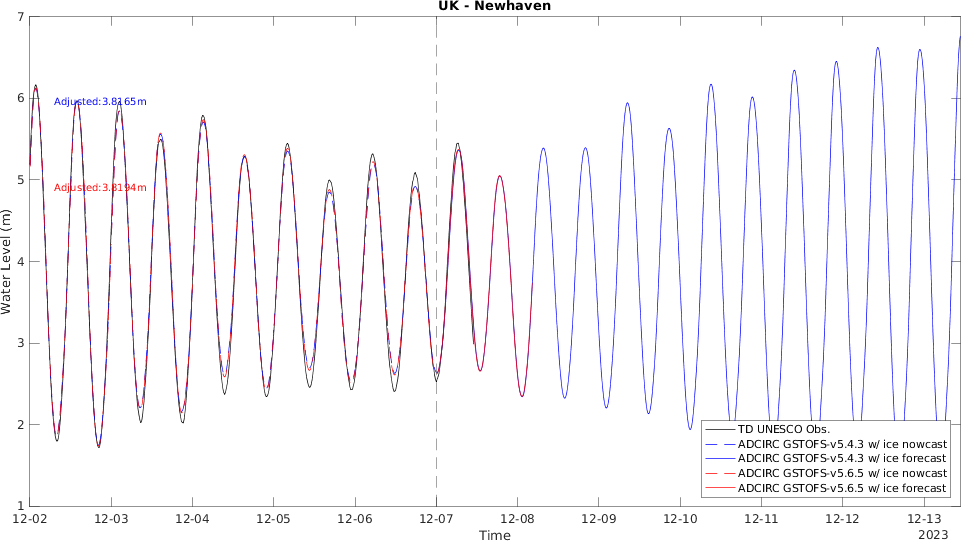 UK - Newhaven
7
6
5
4
3
2
1
Water Level (m)
Adjusted:3.8165m
Adjusted:3.8194m
TD UNESCO Obs.
ADCIRC GSTOFS-v5.4.3 w/ ice nowcast
ADCIRC GSTOFS-v5.4.3 w/ ice forecast
ADCIRC GSTOFS-v5.6.5 w/ ice nowcast
ADCIRC GSTOFS-v5.6.5 w/ ice forecast
12-02 12-03 12-04 12-05 12-06 12-07 12-08 12-09 12-10 12-11 12-12 12-13
Time
2023